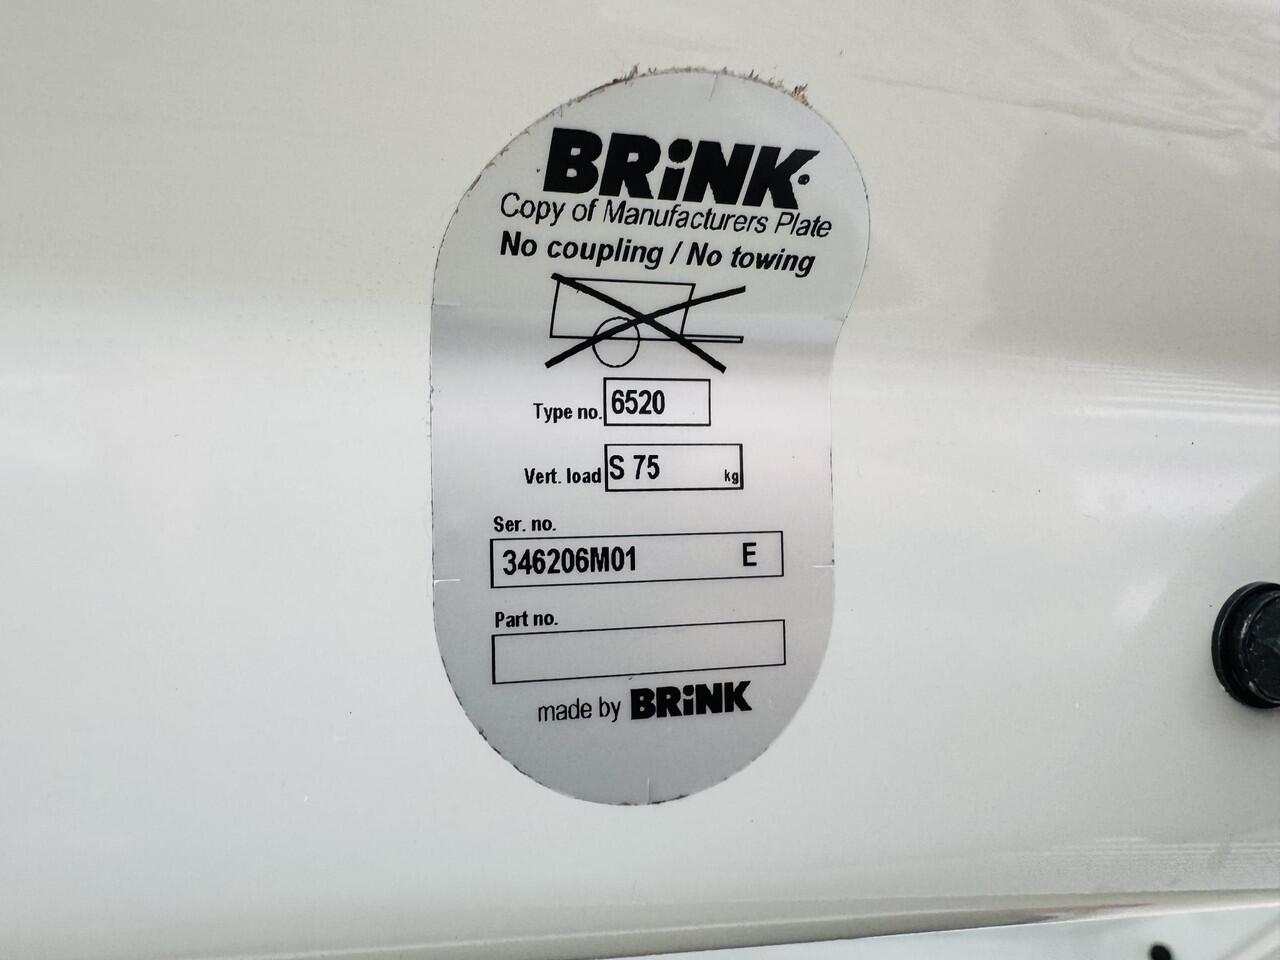 BRiNK
Copy of Manufacturers Plate
No coupling / No towing
Type no. 6520
Vert. load S 75 kg
Ser. no.
346206M01 E
Part no.
made by BRiNK